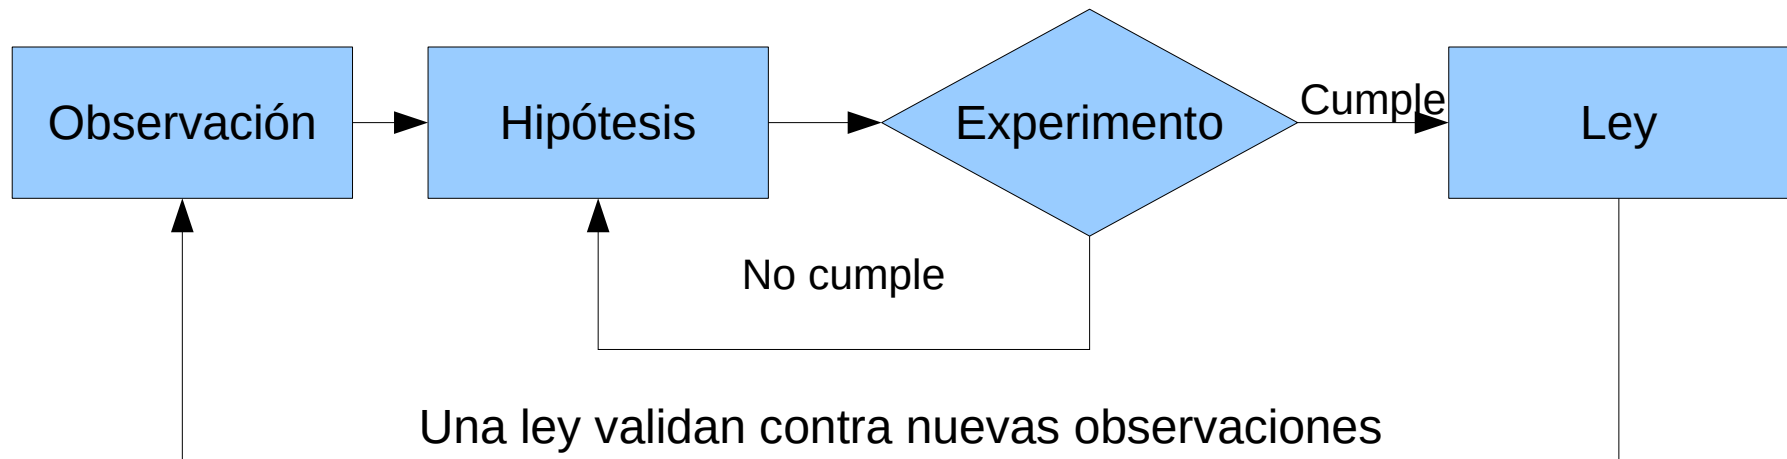 Observación
Hipótesis
Experimento
Cumple
Ley
No cumple
Una ley validan contra nuevas observaciones